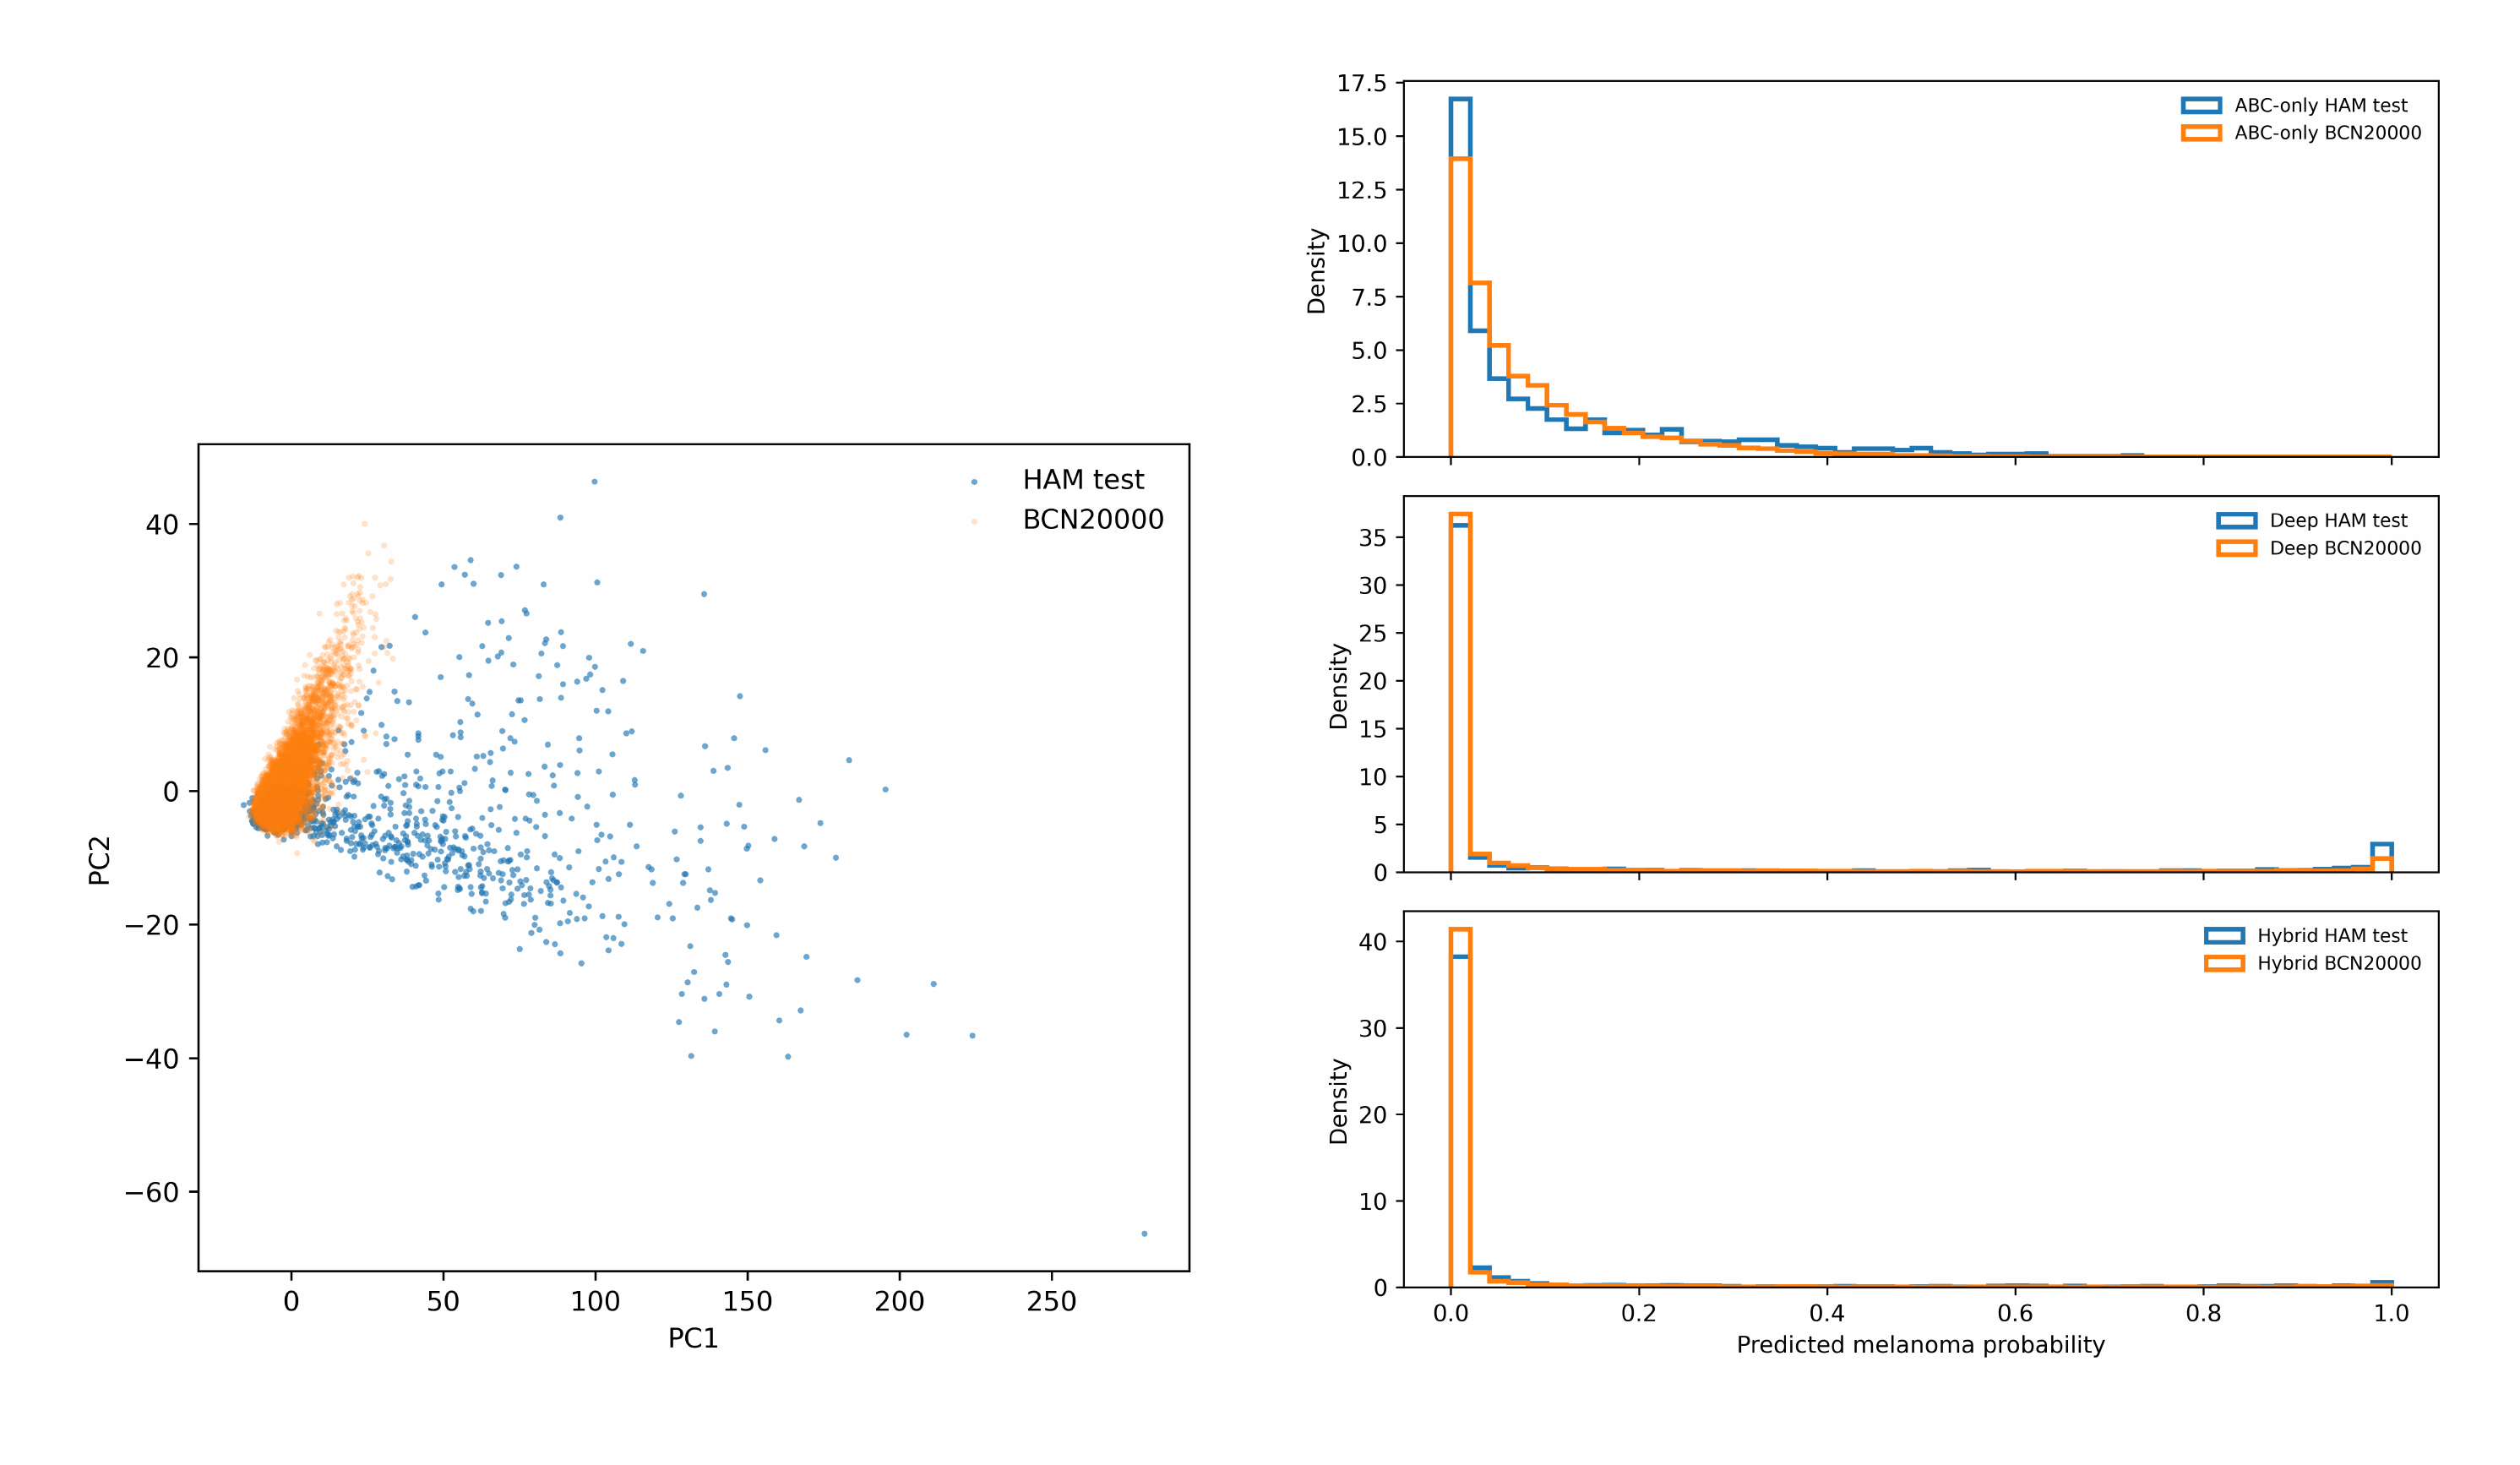 HAM test
BCN20000
40
20
0
−20
−40
−60
PC2
0 50 100 150 200 250
PC1
ABC-only HAM test
ABC-only BCN20000
17.5
15.0
12.5
10.0
7.5
5.0
2.5
0.0
Density
Deep HAM test
Deep BCN20000
35
30
25
20
15
10
5
0
Density
Hybrid HAM test
Hybrid BCN20000
40
30
20
10
0
Density
0.0 0.2 0.4 0.6 0.8 1.0
Predicted melanoma probability